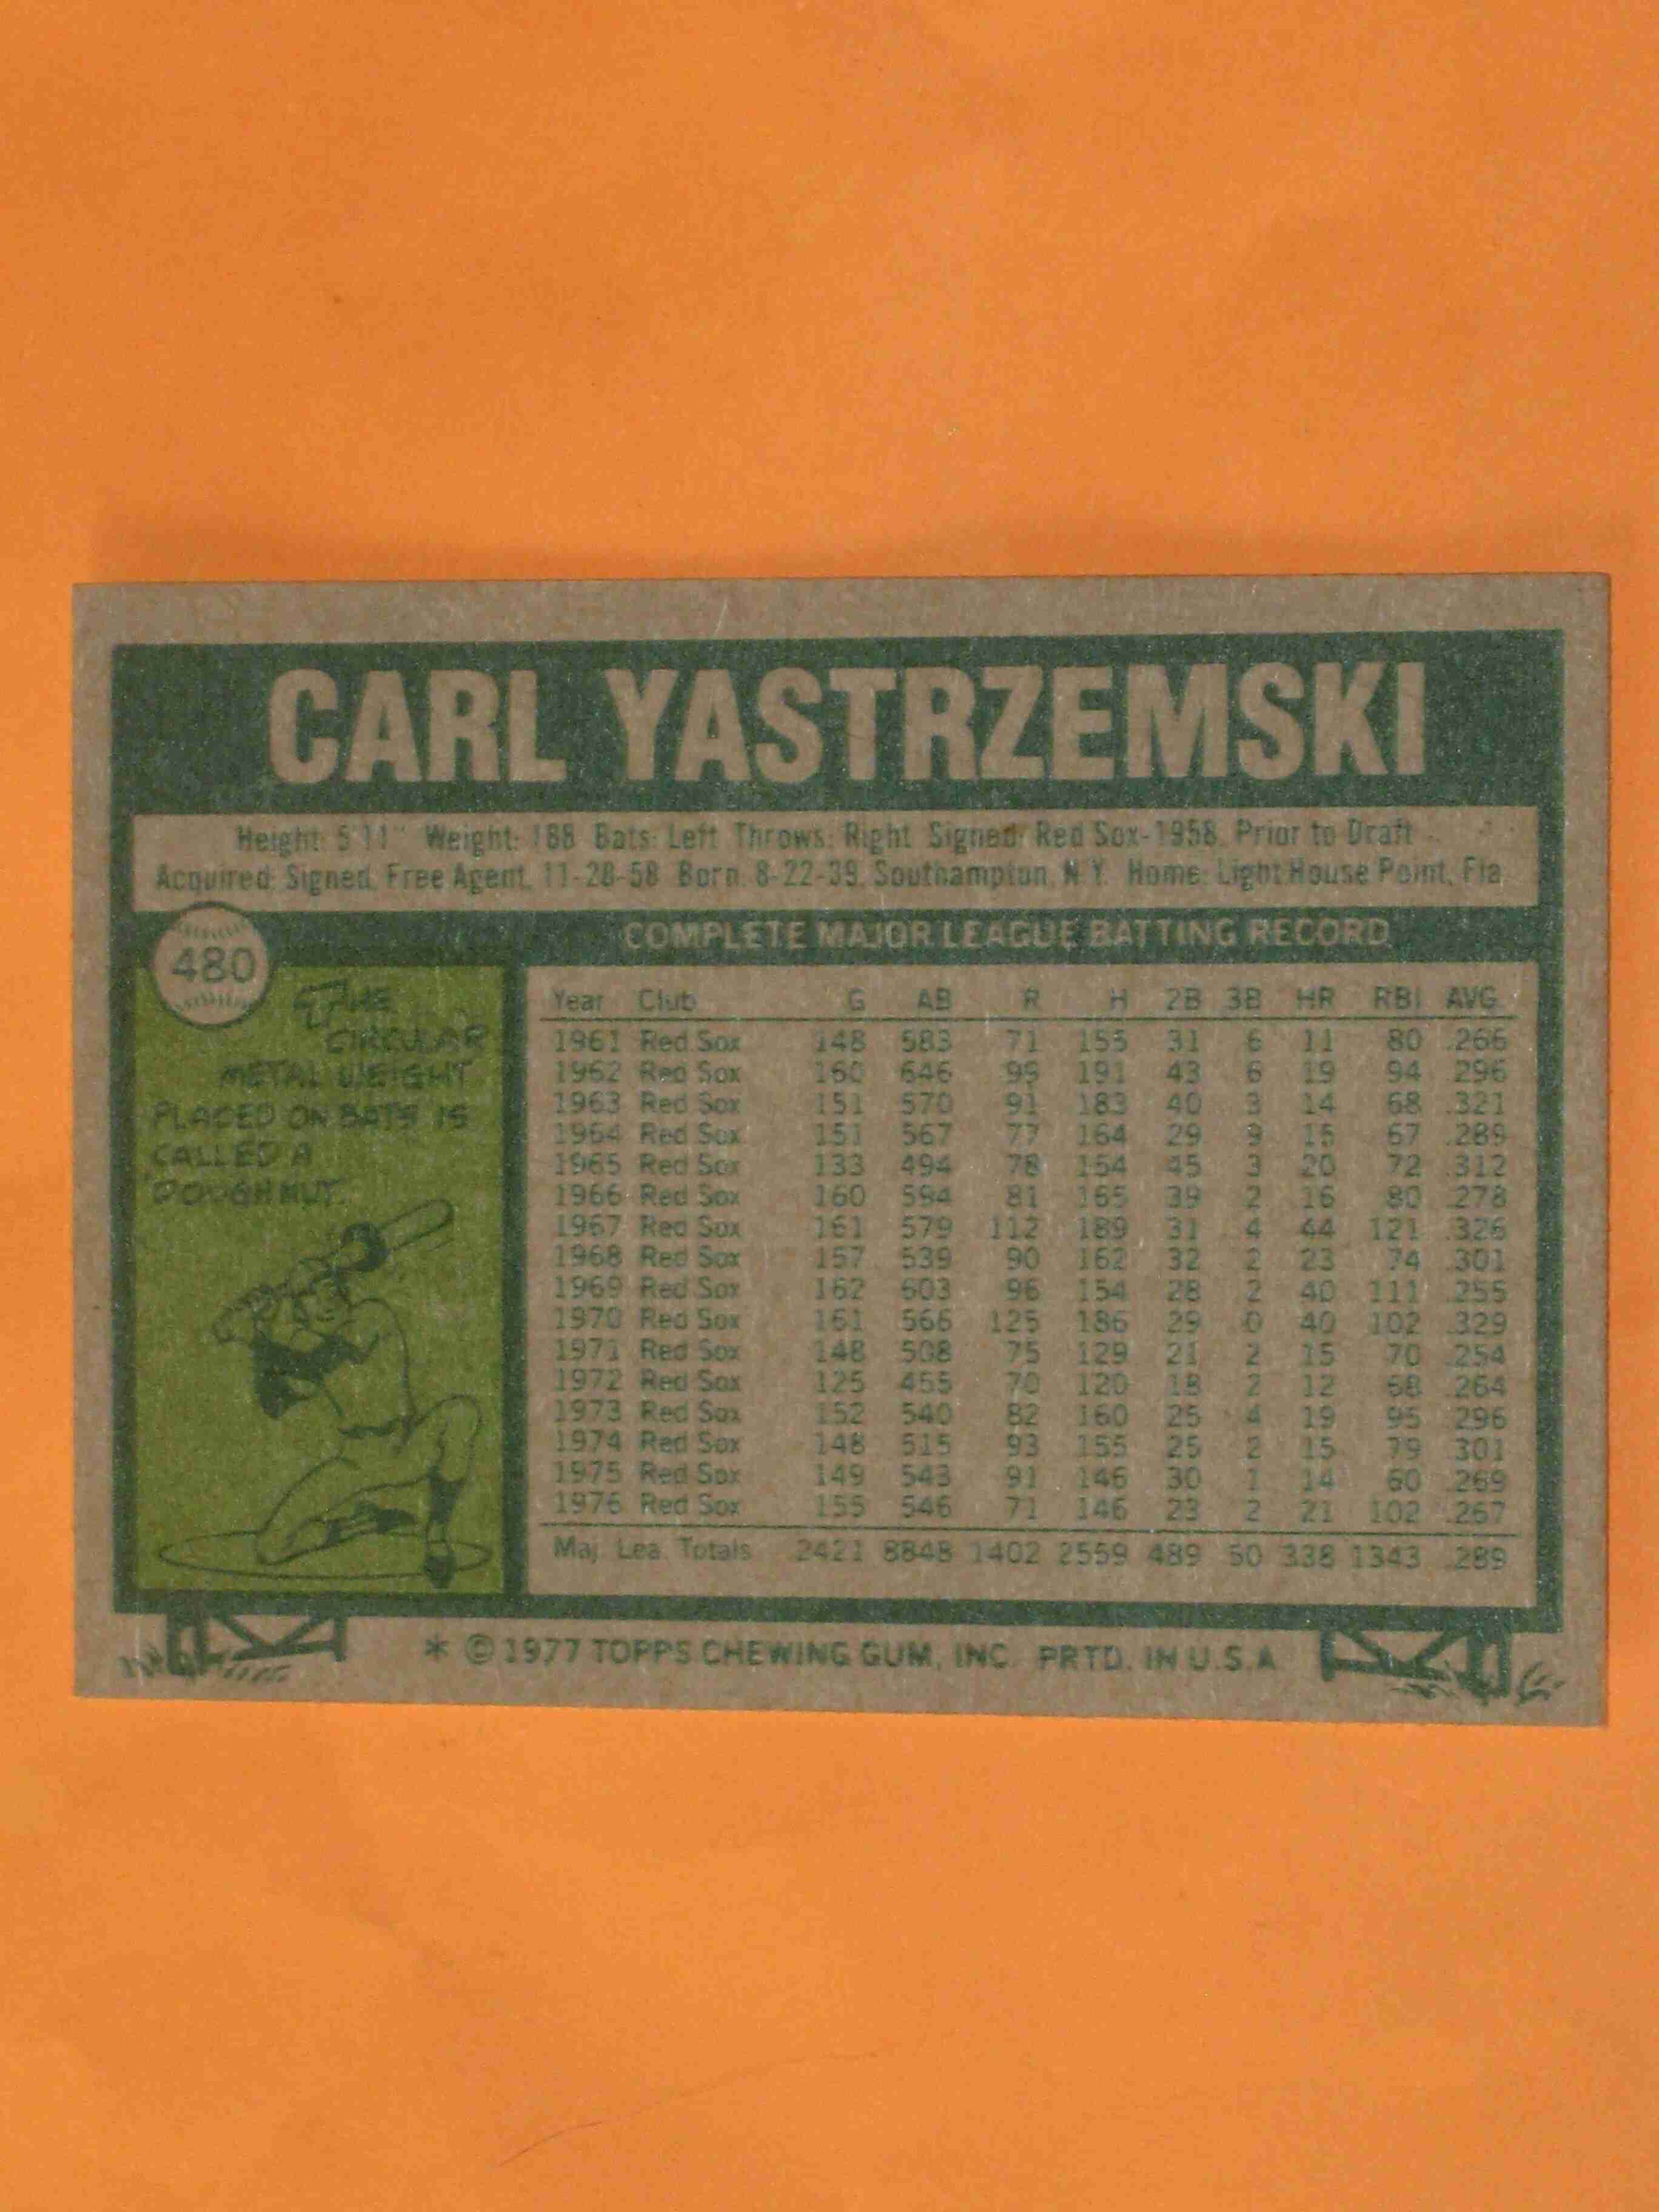 CARL YASTRZEMSKI
Height: 5'11" Weight: 188 Bats: Left Throws: Right Signed: Red Sox-1958, Prior to Draft
Acquired: Signed, Free Agent, 11-28-58 Born: 8-22-39, Southampton, N.Y. Home: Light House Point, Fla
480
COMPLETE MAJOR LEAGUE BATTING RECORD
THE
CIRCULAR
METAL WEIGHT
PLACED ON BATS IS
CALLED A
"DOUGHNUT."
Year Club G AB R H 2B 3B HR RBI AVG.
1961 Red Sox 148 583 71 155 31 6 11 80 .266
1962 Red Sox 160 646 99 191 43 6 19 94 .296
1963 Red Sox 151 570 91 183 40 3 14 68 .321
1964 Red Sox 151 567 77 164 29 9 15 67 .289
1965 Red Sox 133 494 78 154 45 3 20 72 .312
1966 Red Sox 160 594 81 165 39 2 16 80 .278
1967 Red Sox 161 579 112 189 31 4 44 121 .326
1968 Red Sox 157 539 90 162 32 2 23 74 .301
1969 Red Sox 162 603 96 154 28 2 40 111 .255
1970 Red Sox 161 566 125 186 29 0 40 102 .329
1971 Red Sox 148 508 75 129 21 2 15 70 .254
1972 Red Sox 125 455 70 120 18 2 12 68 .264
1973 Red Sox 152 540 82 160 25 4 19 95 .296
1974 Red Sox 148 515 93 155 25 2 15 79 .301
1975 Red Sox 149 543 91 146 30 1 14 60 .269
1976 Red Sox 155 546 71 146 23 2 21 102 .267
Maj. Lea. Totals 2421 8848 1402 2559 489 50 338 1343 .289
* © 1977 TOPPS CHEWING GUM, INC. PRTD. IN U.S.A.